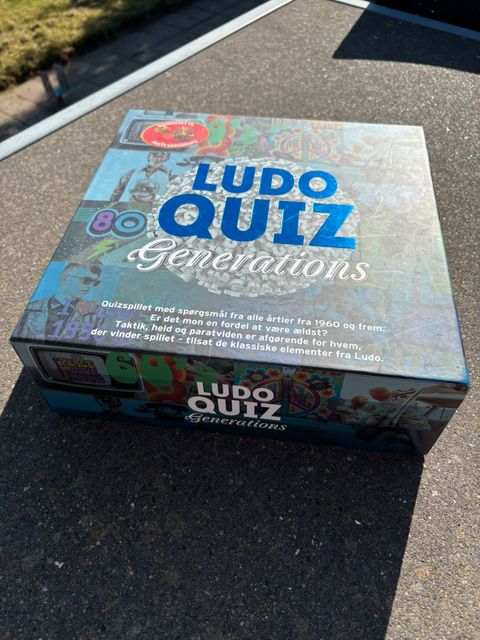 LUDO
QUIZ
Generations
80
Quizspillet med spørgsmål fra alle årtier fra 1960 og frem.
Er det mon en fordel at være ældst?
Taktik, held og paratviden er afgørende for hvem,
der vinder spillet - tilsat de klassiske elementer fra Ludo.
60
LUDO
QUIZ
Generations